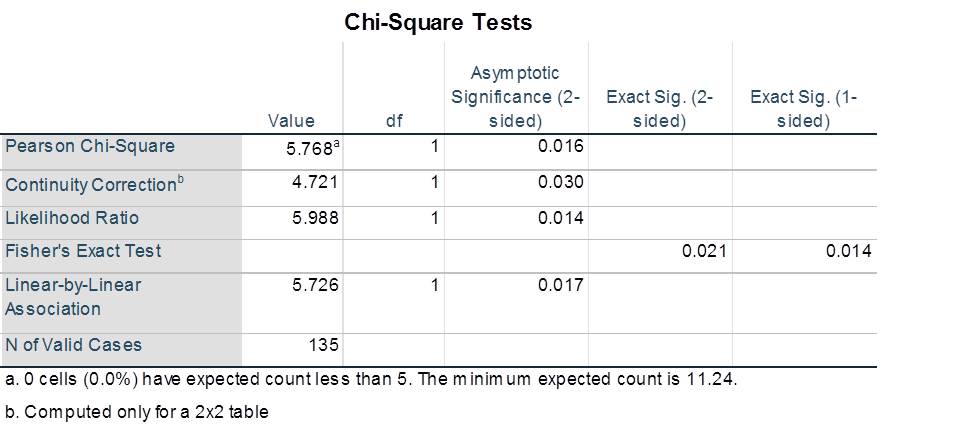 Chi-Square Tests
Value df Asymptotic Significance (2-sided) Exact Sig. (2-sided) Exact Sig. (1-sided)
Pearson Chi-Square 5.768a 1 0.016
Continuity Correctionb 4.721 1 0.030
Likelihood Ratio 5.988 1 0.014
Fisher's Exact Test 0.021 0.014
Linear-by-Linear Association 5.726 1 0.017
N of Valid Cases 135
a. 0 cells (0.0%) have expected count less than 5. The minimum expected count is 11.24.
b. Computed only for a 2x2 table